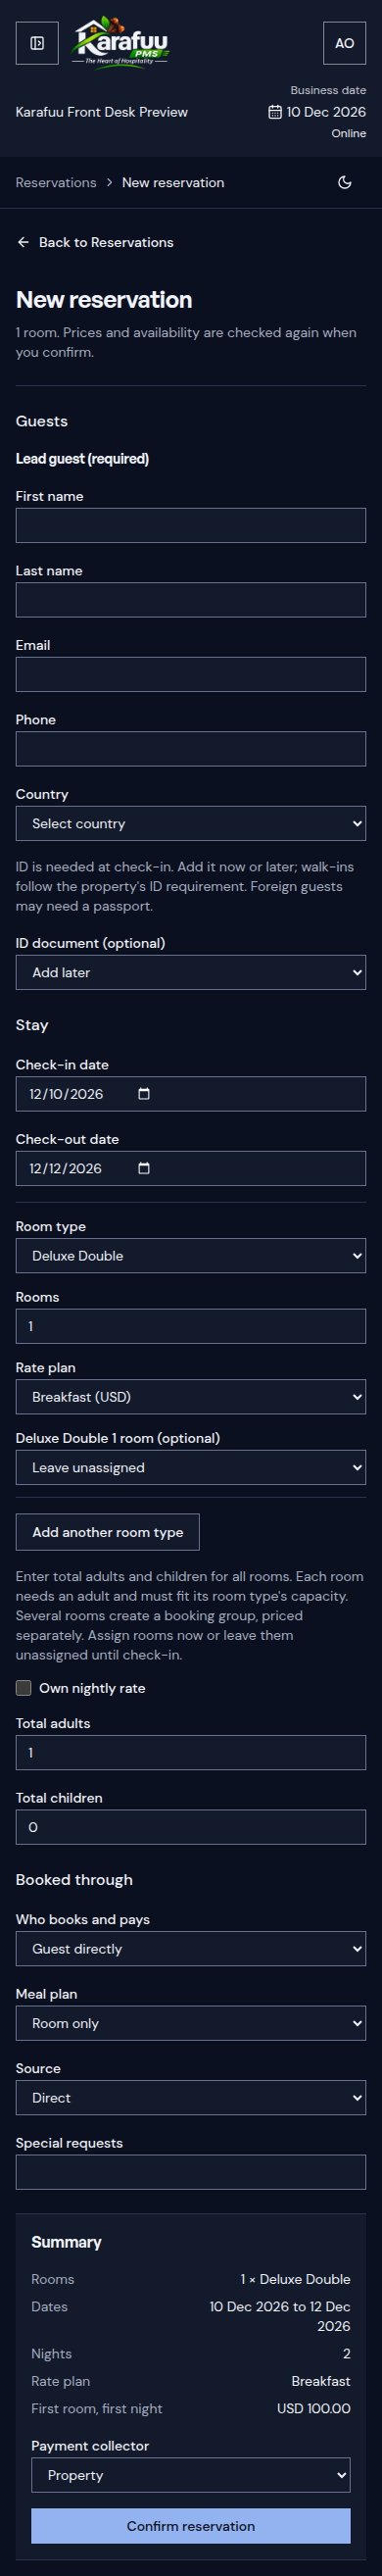 Karafuu
PMS
The Heart of Hospitality
AO
Business date
Karafuu Front Desk Preview
10 Dec 2026
Online
Reservations > New reservation
Back to Reservations
New reservation
1 room. Prices and availability are checked again when
you confirm.
Guests
Lead guest (required)
First name
Last name
Email
Phone
Country
Select country
ID is needed at check-in. Add it now or later; walk-ins
follow the property's ID requirement. Foreign guests
may need a passport.
ID document (optional)
Add later
Stay
Check-in date
12/10/2026
Check-out date
12/12/2026
Room type
Deluxe Double
Rooms
1
Rate plan
Breakfast (USD)
Deluxe Double 1 room (optional)
Leave unassigned
Add another room type
Enter total adults and children for all rooms. Each room
needs an adult and must fit its room type's capacity.
Several rooms create a booking group, priced
separately. Assign rooms now or leave them
unassigned until check-in.
Own nightly rate
Total adults
1
Total children
0
Booked through
Who books and pays
Guest directly
Meal plan
Room only
Source
Direct
Special requests
Summary
Rooms 1 × Deluxe Double
Dates 10 Dec 2026 to 12 Dec
2026
Nights 2
Rate plan Breakfast
First room, first night USD 100.00
Payment collector
Property
Confirm reservation